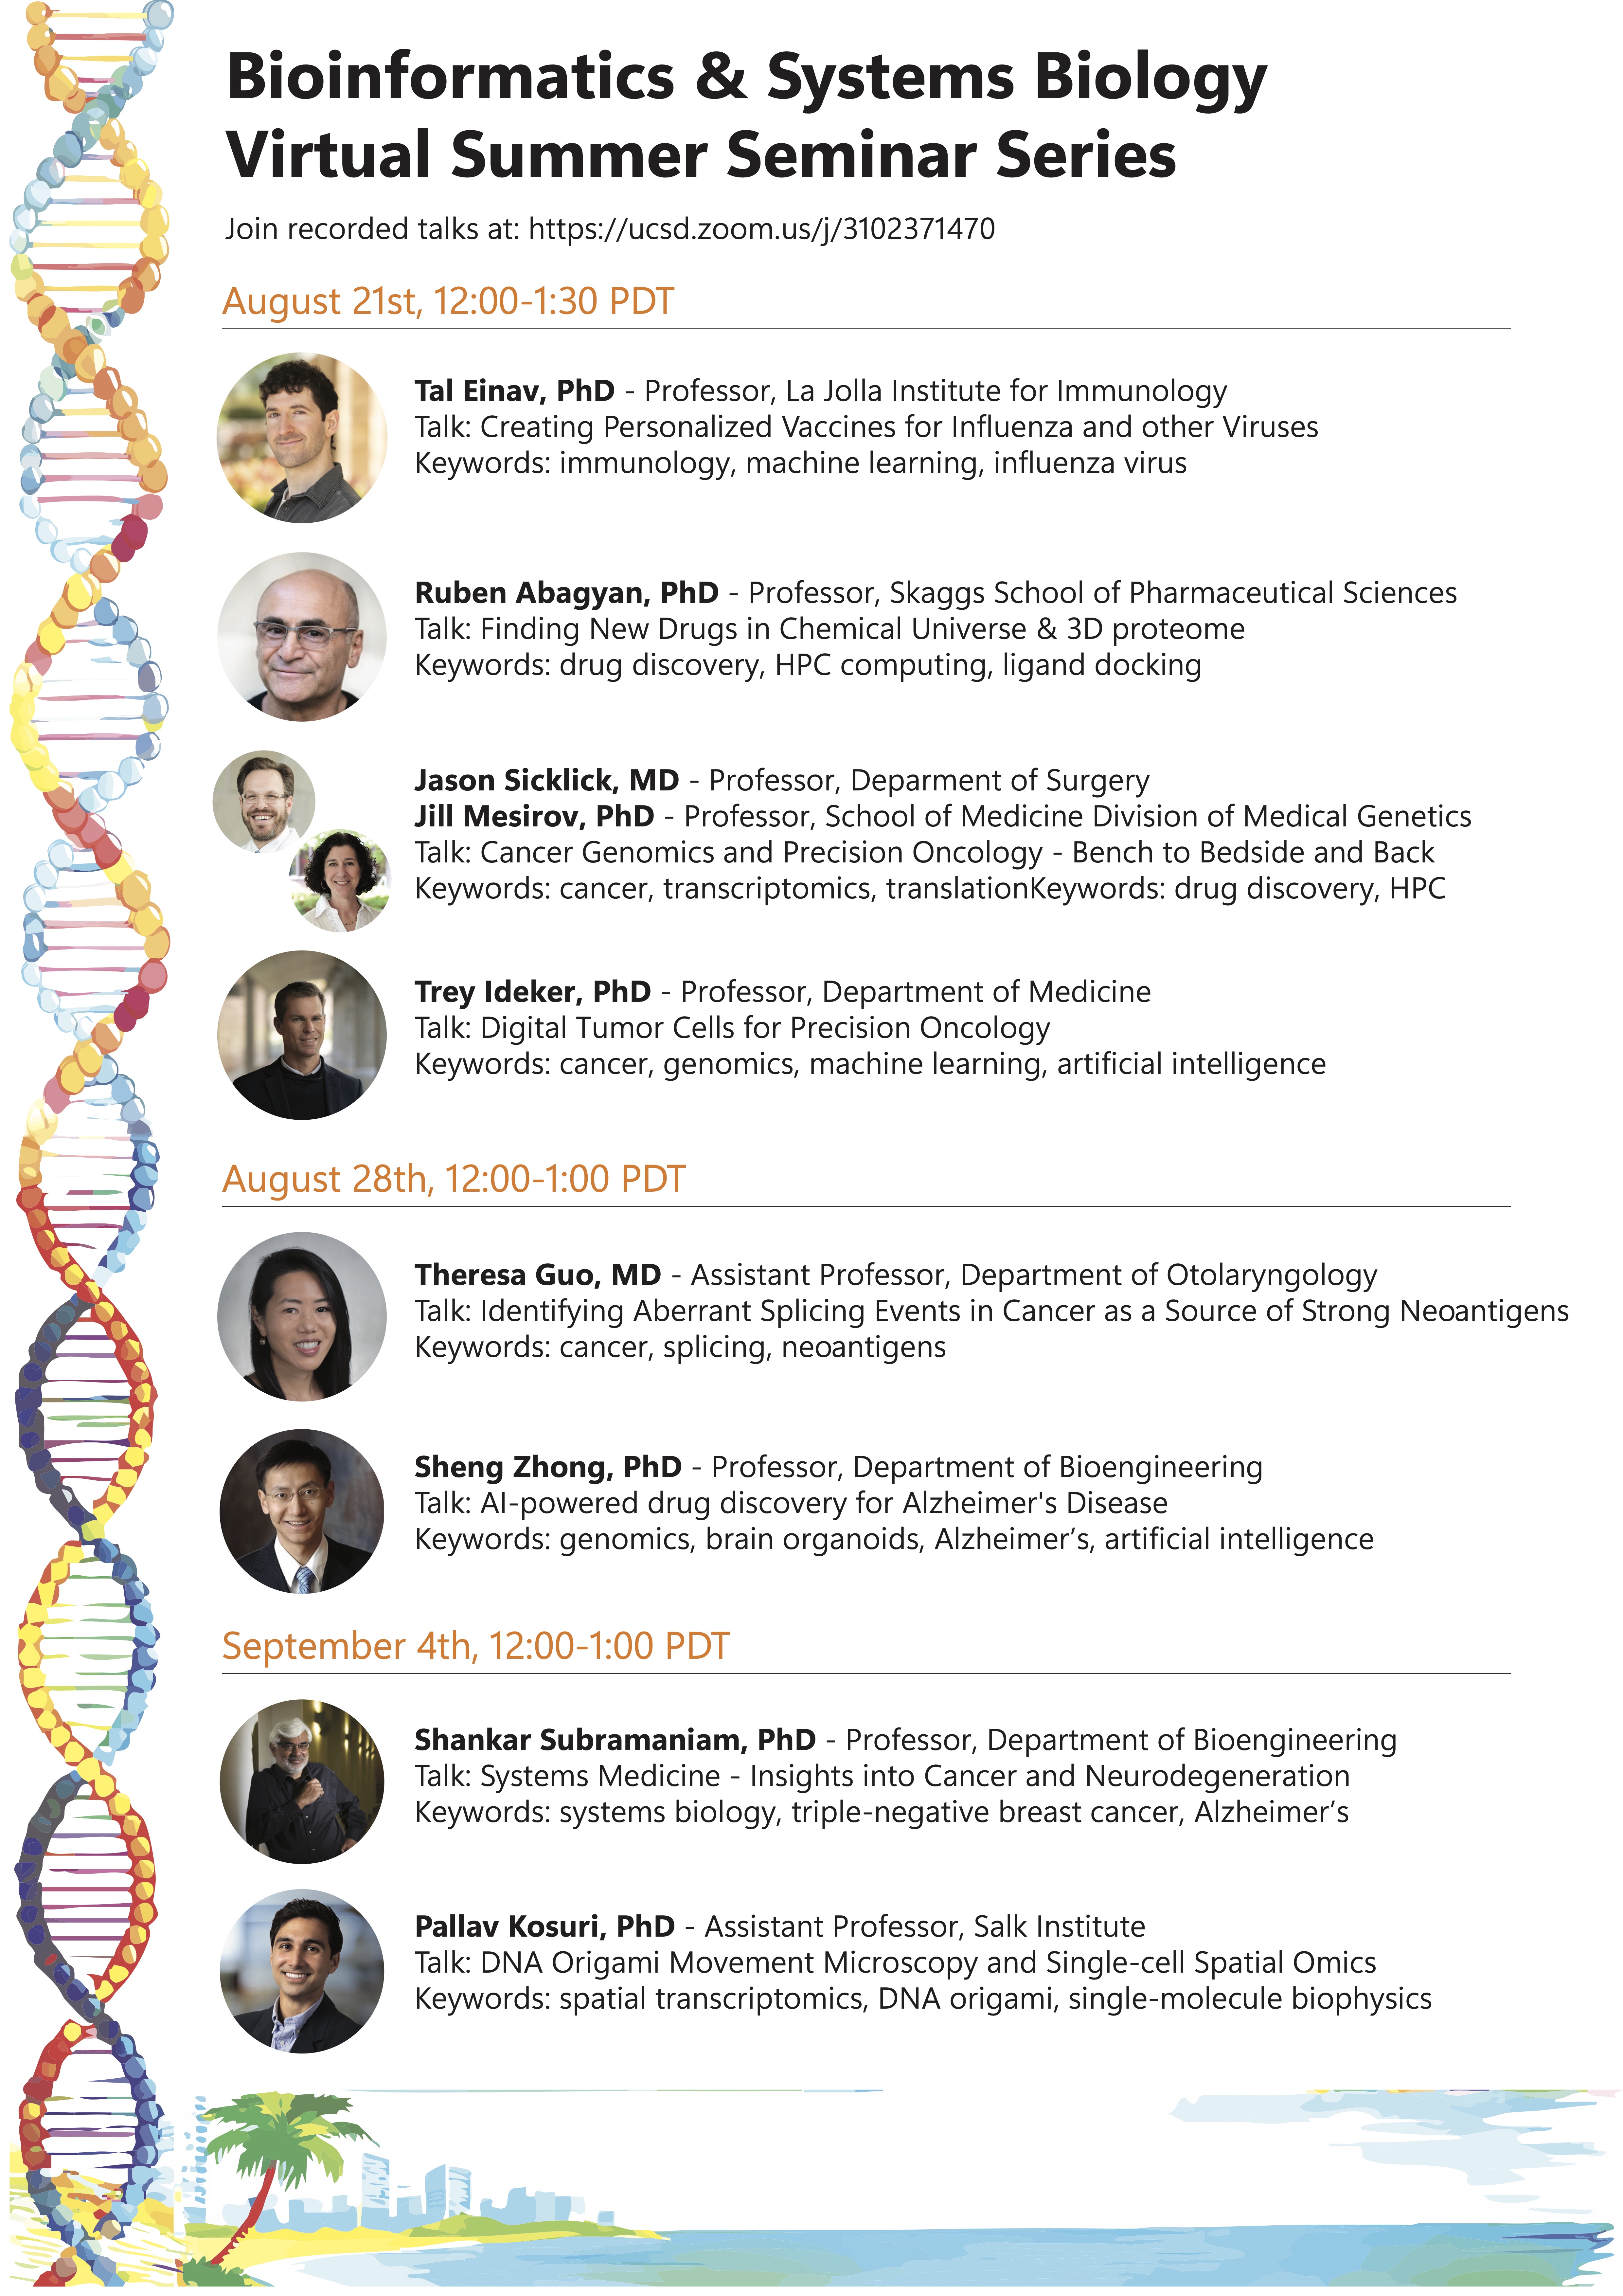 Bioinformatics & Systems Biology
Virtual Summer Seminar Series
Join recorded talks at: https://ucsd.zoom.us/j/3102371470
August 21st, 12:00-1:30 PDT
Tal Einav, PhD - Professor, La Jolla Institute for Immunology
Talk: Creating Personalized Vaccines for Influenza and other Viruses
Keywords: immunology, machine learning, influenza virus
Ruben Abagyan, PhD - Professor, Skaggs School of Pharmaceutical Sciences
Talk: Finding New Drugs in Chemical Universe & 3D proteome
Keywords: drug discovery, HPC computing, ligand docking
Jason Sicklick, MD - Professor, Deparment of Surgery
Jill Mesirov, PhD - Professor, School of Medicine Division of Medical Genetics
Talk: Cancer Genomics and Precision Oncology - Bench to Bedside and Back
Keywords: cancer, transcriptomics, translationKeywords: drug discovery, HPC
Trey Ideker, PhD - Professor, Department of Medicine
Talk: Digital Tumor Cells for Precision Oncology
Keywords: cancer, genomics, machine learning, artificial intelligence
August 28th, 12:00-1:00 PDT
Theresa Guo, MD - Assistant Professor, Department of Otolaryngology
Talk: Identifying Aberrant Splicing Events in Cancer as a Source of Strong Neoantigens
Keywords: cancer, splicing, neoantigens
Sheng Zhong, PhD - Professor, Department of Bioengineering
Talk: AI-powered drug discovery for Alzheimer's Disease
Keywords: genomics, brain organoids, Alzheimer’s, artificial intelligence
September 4th, 12:00-1:00 PDT
Shankar Subramaniam, PhD - Professor, Department of Bioengineering
Talk: Systems Medicine - Insights into Cancer and Neurodegeneration
Keywords: systems biology, triple-negative breast cancer, Alzheimer’s
Pallav Kosuri, PhD - Assistant Professor, Salk Institute
Talk: DNA Origami Movement Microscopy and Single-cell Spatial Omics
Keywords: spatial transcriptomics, DNA origami, single-molecule biophysics